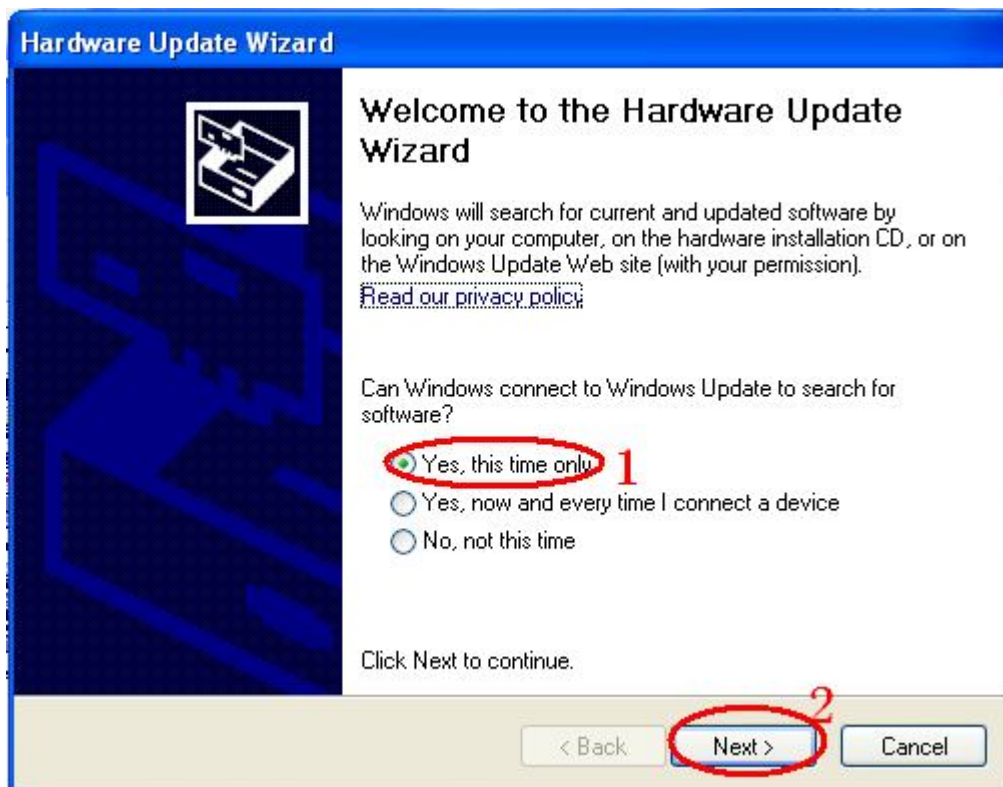 Hardware Update Wizard
Welcome to the Hardware Update
Wizard
Windows will search for current and updated software by
looking on your computer, on the hardware installation CD, or on
the Windows Update Web site (with your permission).
Read our privacy policy
Can Windows connect to Windows Update to search for
software?
Yes, this time only 1
Yes, now and every time I connect a device
No, not this time
Click Next to continue.
2
< Back Next > Cancel